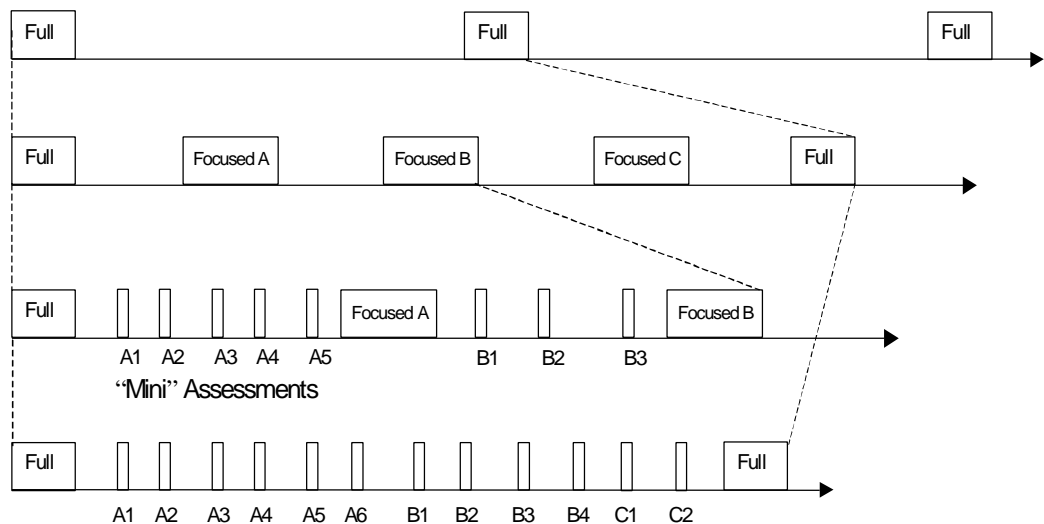 Full Full Full
Full Focused A Focused B Focused C Full
Full Focused A Focused B
A1 A2 A3 A4 A5 B1 B2 B3
“Mini” Assessments
Full Full
A1 A2 A3 A4 A5 A6 B1 B2 B3 B4 C1 C2